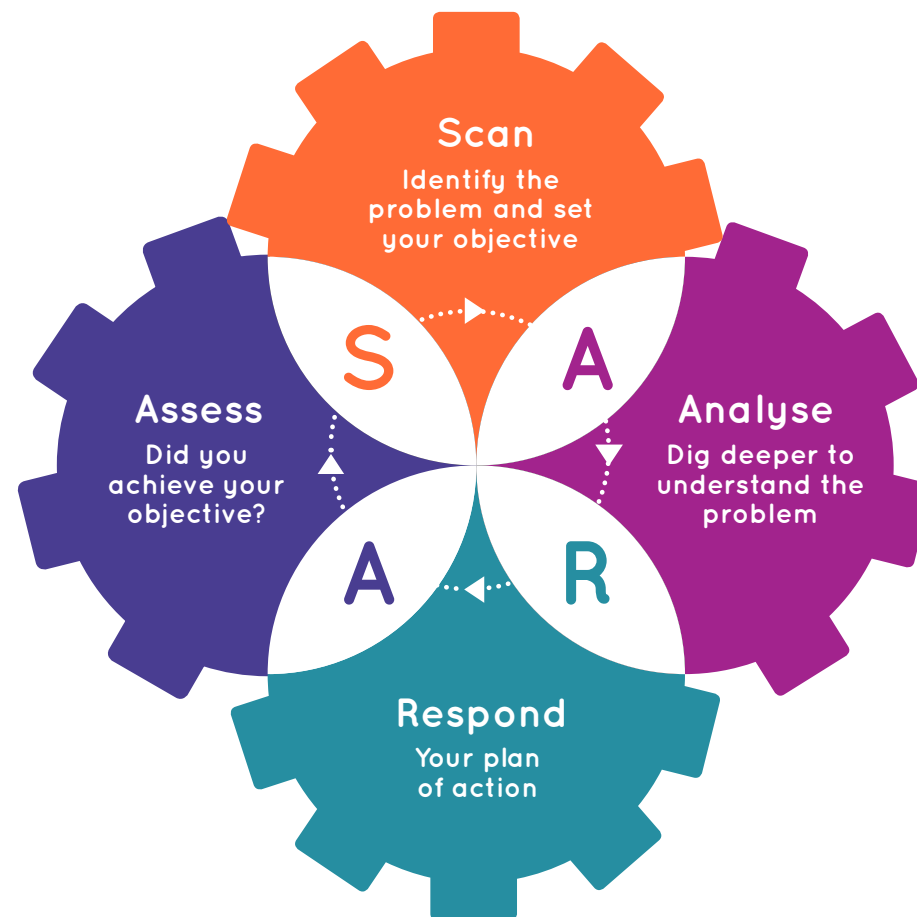 Scan
Identify the
problem and set
your objective
S
A
Assess
Did you
achieve your
objective?
Analyse
Dig deeper to
understand the
problem
A
R
Respond
Your plan
of action